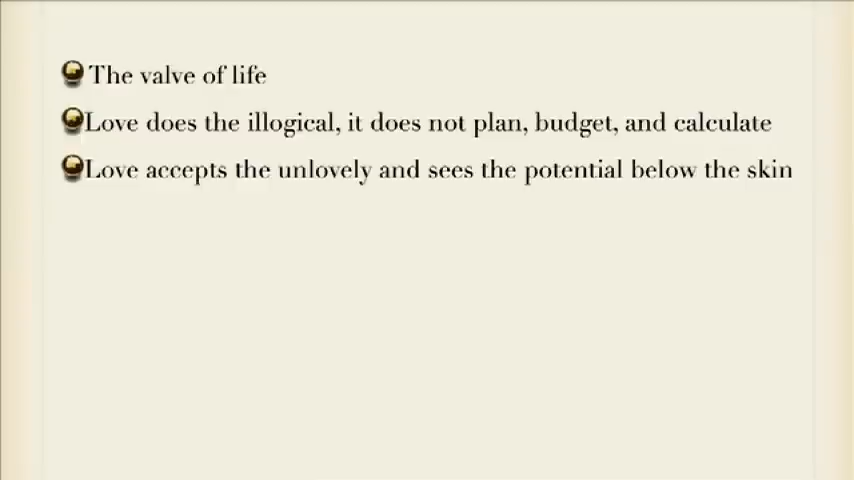 The valve of life
Love does the illogical, it does not plan, budget, and calculate
Love accepts the unlovely and sees the potential below the skin